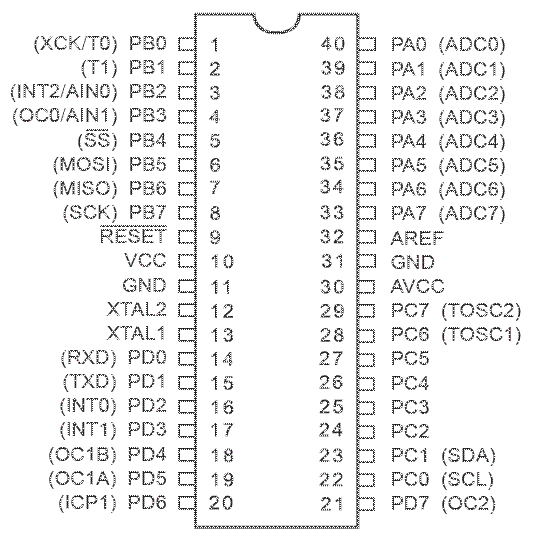 (XCK/T0) PB0 1 40 PA0 (ADC0)
(T1) PB1 2 39 PA1 (ADC1)
(INT2/AIN0) PB2 3 38 PA2 (ADC2)
(OC0/AIN1) PB3 4 37 PA3 (ADC3)
(SS) PB4 5 36 PA4 (ADC4)
(MOSI) PB5 6 35 PA5 (ADC5)
(MISO) PB6 7 34 PA6 (ADC6)
(SCK) PB7 8 33 PA7 (ADC7)
RESET 9 32 AREF
VCC 10 31 GND
GND 11 30 AVCC
XTAL2 12 29 PC7 (TOSC2)
XTAL1 13 28 PC6 (TOSC1)
(RXD) PD0 14 27 PC5
(TXD) PD1 15 26 PC4
(INT0) PD2 16 25 PC3
(INT1) PD3 17 24 PC2
(OC1B) PD4 18 23 PC1 (SDA)
(OC1A) PD5 19 22 PC0 (SCL)
(ICP1) PD6 20 21 PD7 (OC2)